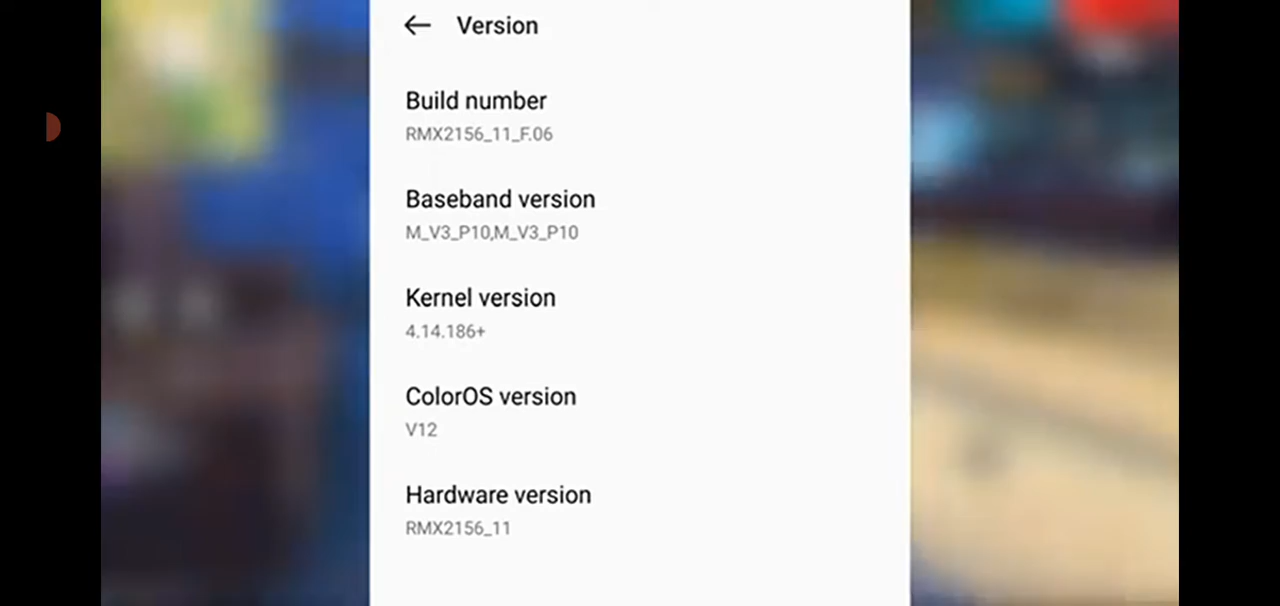 Version
Build number
RMX2156_11_F.06
Baseband version
M_V3_P10,M_V3_P10
Kernel version
4.14.186+
ColorOS version
V12
Hardware version
RMX2156_11